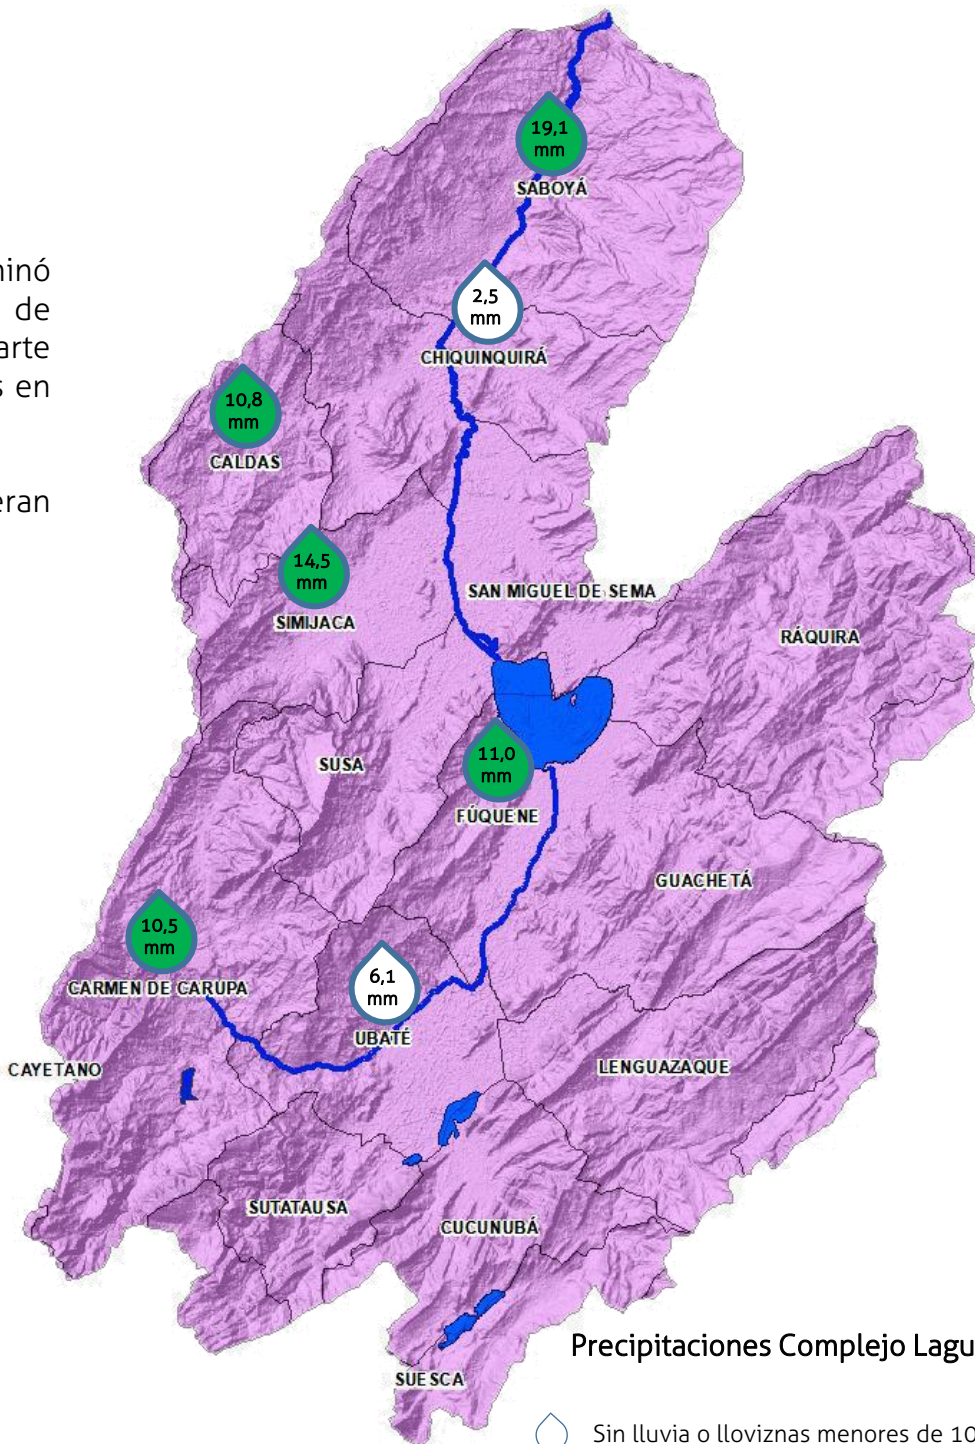 19,1
mm
SABOYÁ
inó
de
arte
s en
2,5
mm
CHIQUINQUIRÁ
10,8
mm
CALDAS
eran
14,5
mm
SIMIJACA
SAN MIGUEL DE SEMA
RÁQUIRA
11,0
mm
SUSA
FÚQUENE
GUACHETÁ
10,5
mm
CARMEN DE CARUPA
6,1
mm
UBATÉ
CAYETANO
LENGUAZAQUE
SUTATAUSA
CUCUNUBÁ
Precipitaciones Complejo Lagu
SUESCA
Sin lluvia o lloviznas menores de 10